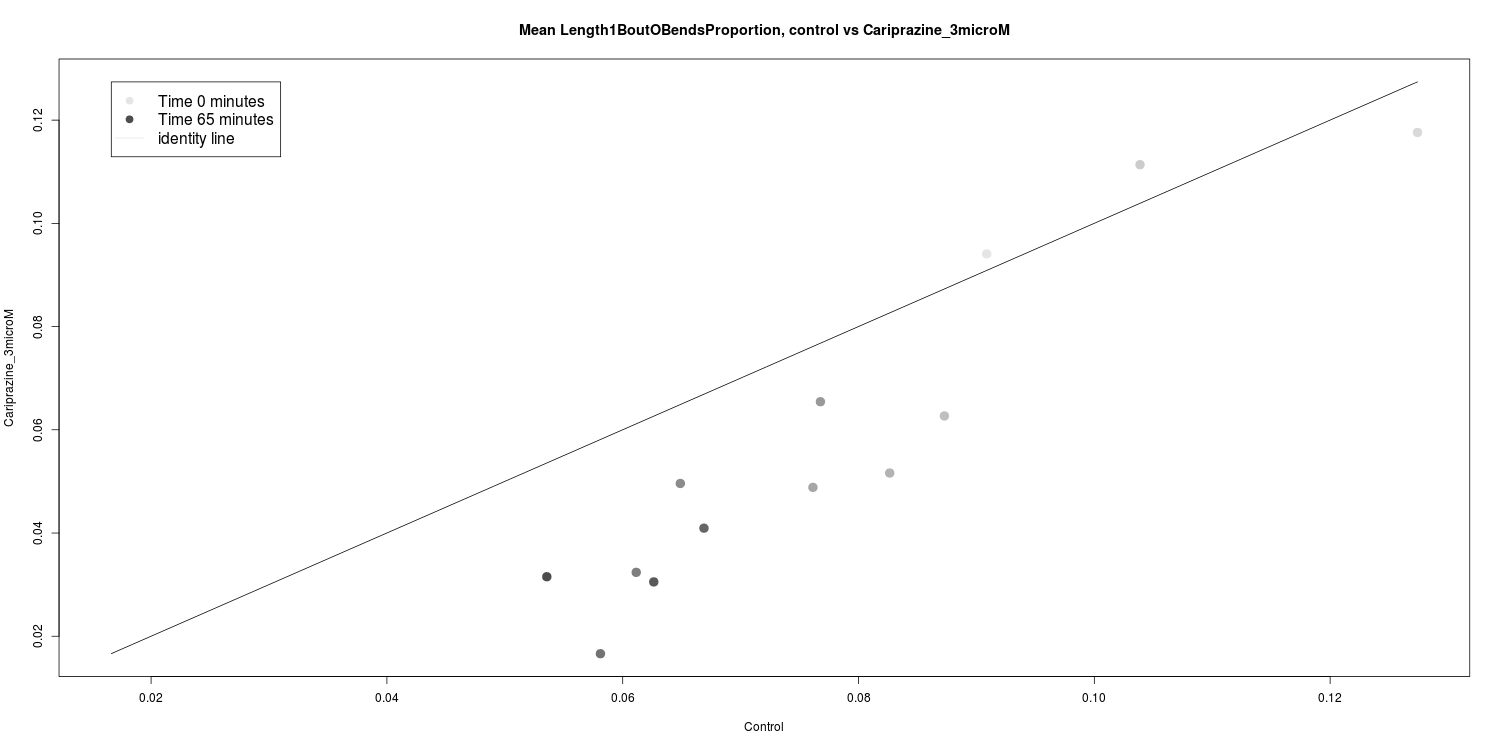 Mean Length1BoutOBendsProportion, control vs Cariprazine_3microM
Time 0 minutes
Time 65 minutes
identity line
0.12
0.10
0.08
0.06
0.04
0.02
Cariprazine_3microM
0.02 0.04 0.06 0.08 0.10 0.12
Control